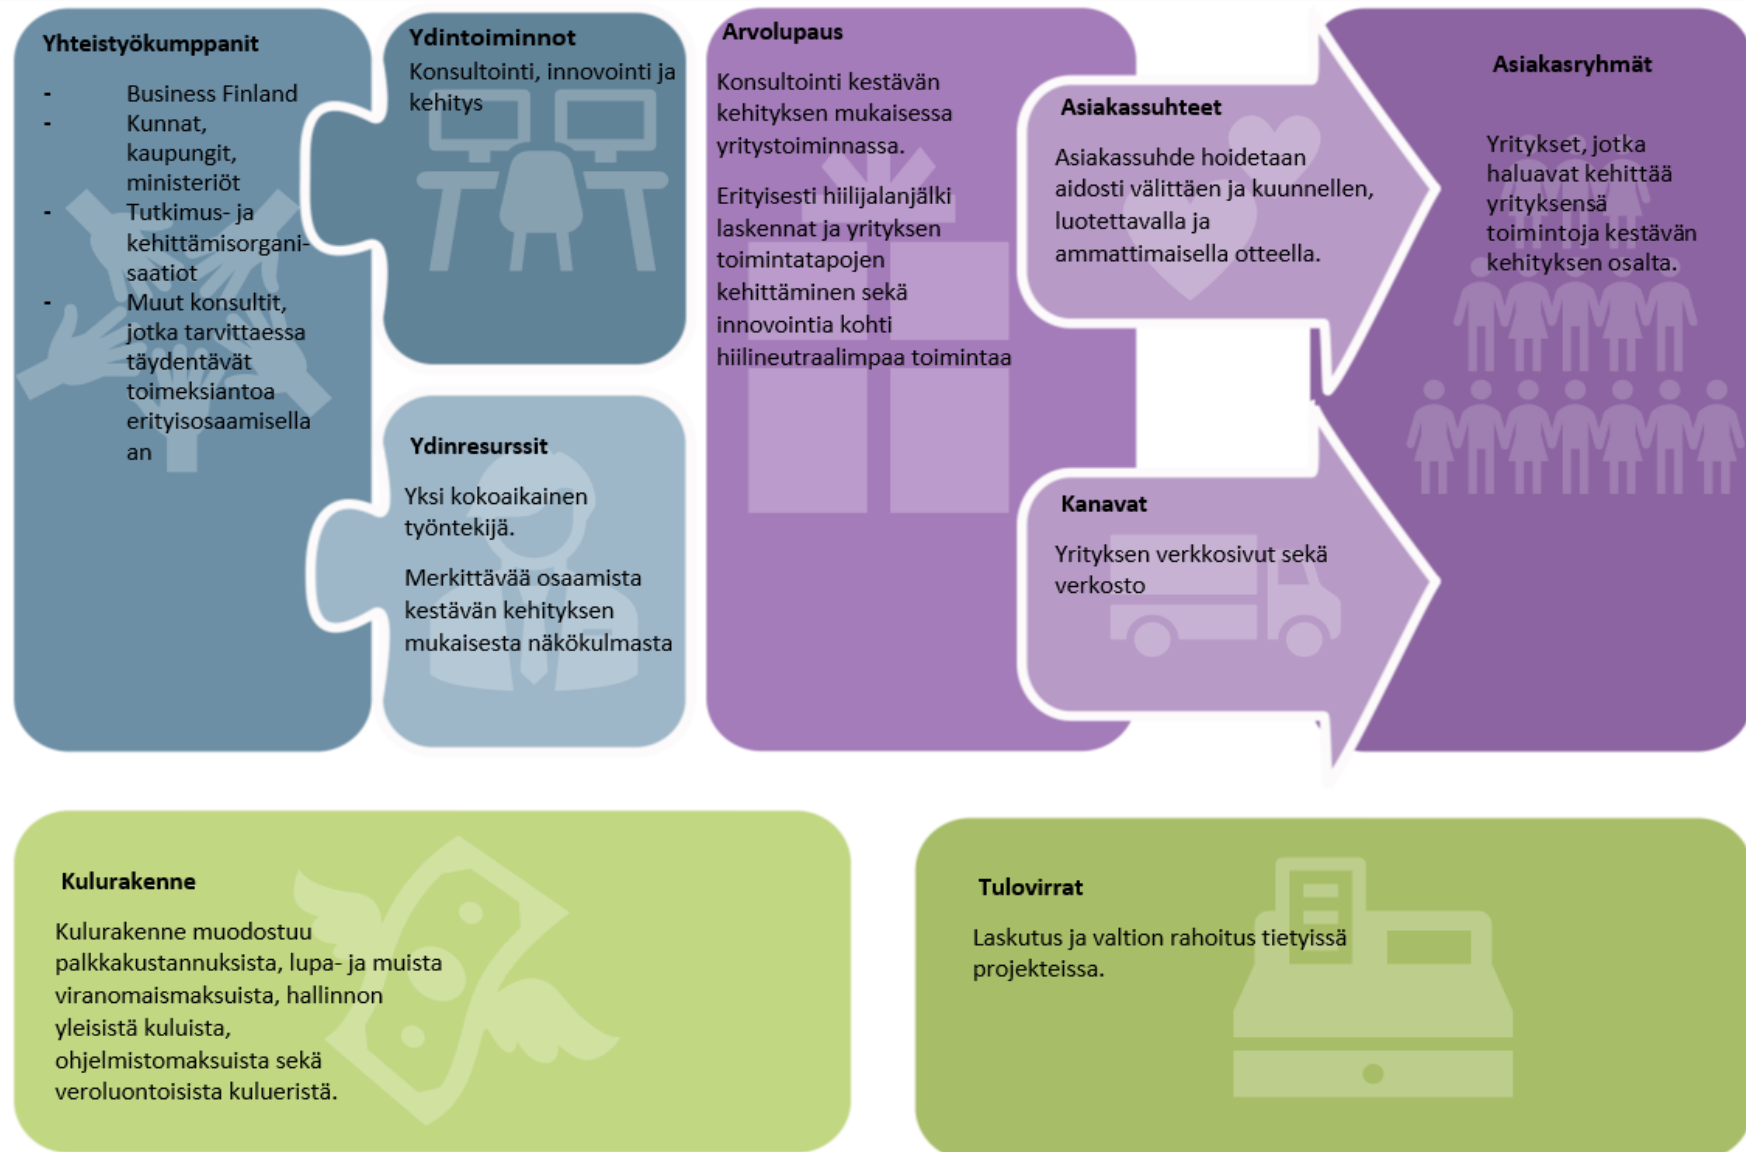 Yhteistyökumppanit
- Business Finland
- Kunnat,
kaupungit,
ministeriöt
- Tutkimus- ja
kehittämisorgani-
saatiot
- Muut konsultit,
jotka tarvittaessa
täydentävät
toimeksiantoa
erityisosaamisella
an
Ydintoiminnot
Konsultointi, innovointi ja
kehitys
Ydinresurssit
Yksi kokoaikainen
työntekijä.
Merkittävää osaamista
kestävän kehityksen
mukaisesta näkökulmasta
Arvolupaus
Konsultointi kestävän
kehityksen mukaisessa
yritystoiminnassa.
Erityisesti hiilijalanjälki
laskennat ja yrityksen
toimintatapojen
kehittäminen sekä
innovointia kohti
hiilineutraalimpaa toimintaa
Asiakassuhteet
Asiakassuhde hoidetaan
aidosti välittäen ja kuunnellen,
luotettavalla ja
ammattimaisella otteella.
Kanavat
Yrityksen verkkosivut sekä
verkosto
Asiakasryhmät
Yritykset, jotka
haluavat kehittää
yrityksensä
toimintoja kestävän
kehityksen osalta.
Kulurakenne
Kulurakenne muodostuu
palkkakustannuksista, lupa- ja muista
viranomaismaksuista, hallinnon
yleisistä kuluista,
ohjelmistomaksuista sekä
veroluontoisista kulueristä.
Tulovirrat
Laskutus ja valtion rahoitus tietyissä
projekteissa.